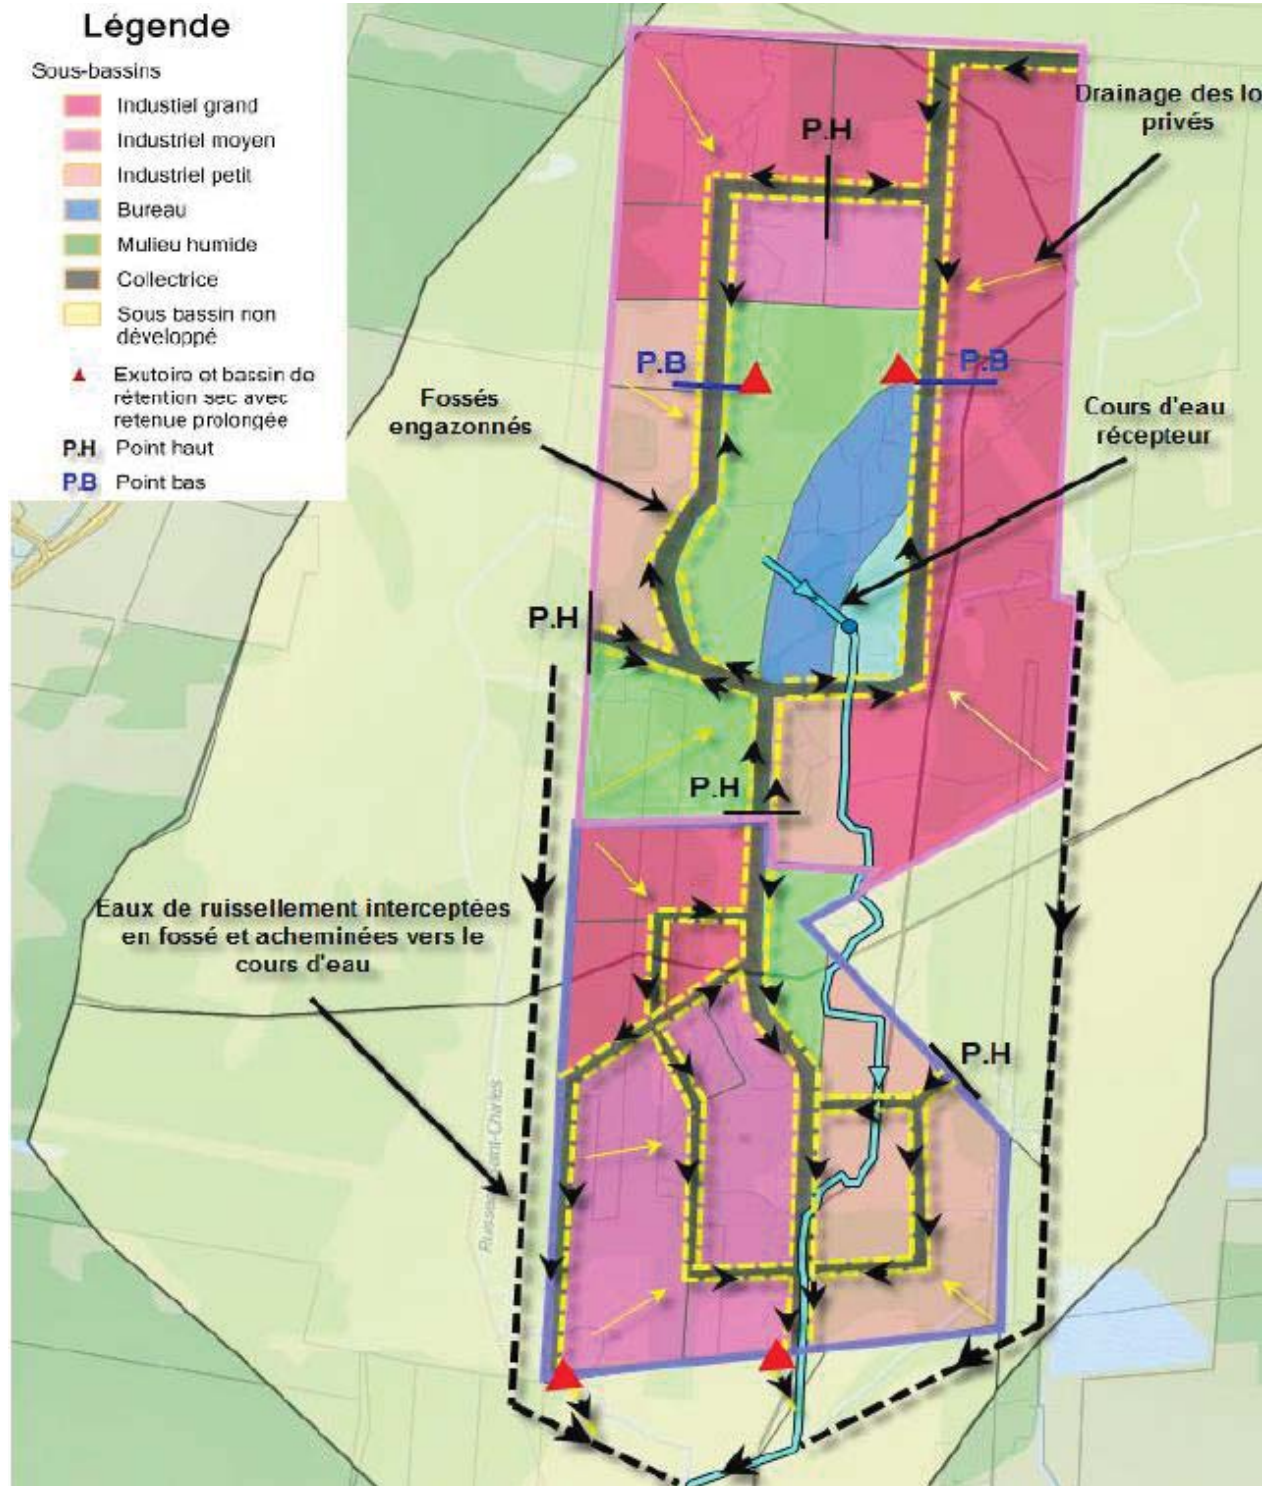 Légende
Sous-bassins
Industiel grand
Industriel moyen
Industriel petit
Bureau
Mulieu humide
Collectrice
Sous bassin non
développé
Exutoire et bassin de
rétention sec avec
retenue prolongée
P.H Point haut
P.B Point bas
Drainage des lo
privés
P.H
P.B
P.B
Fossés
engazonnés
Cours d'eau
récepteur
P.H
P.H
Eaux de ruissellement interceptées
en fossé et acheminées vers le
cours d'eau
P.H
Saint-Charles